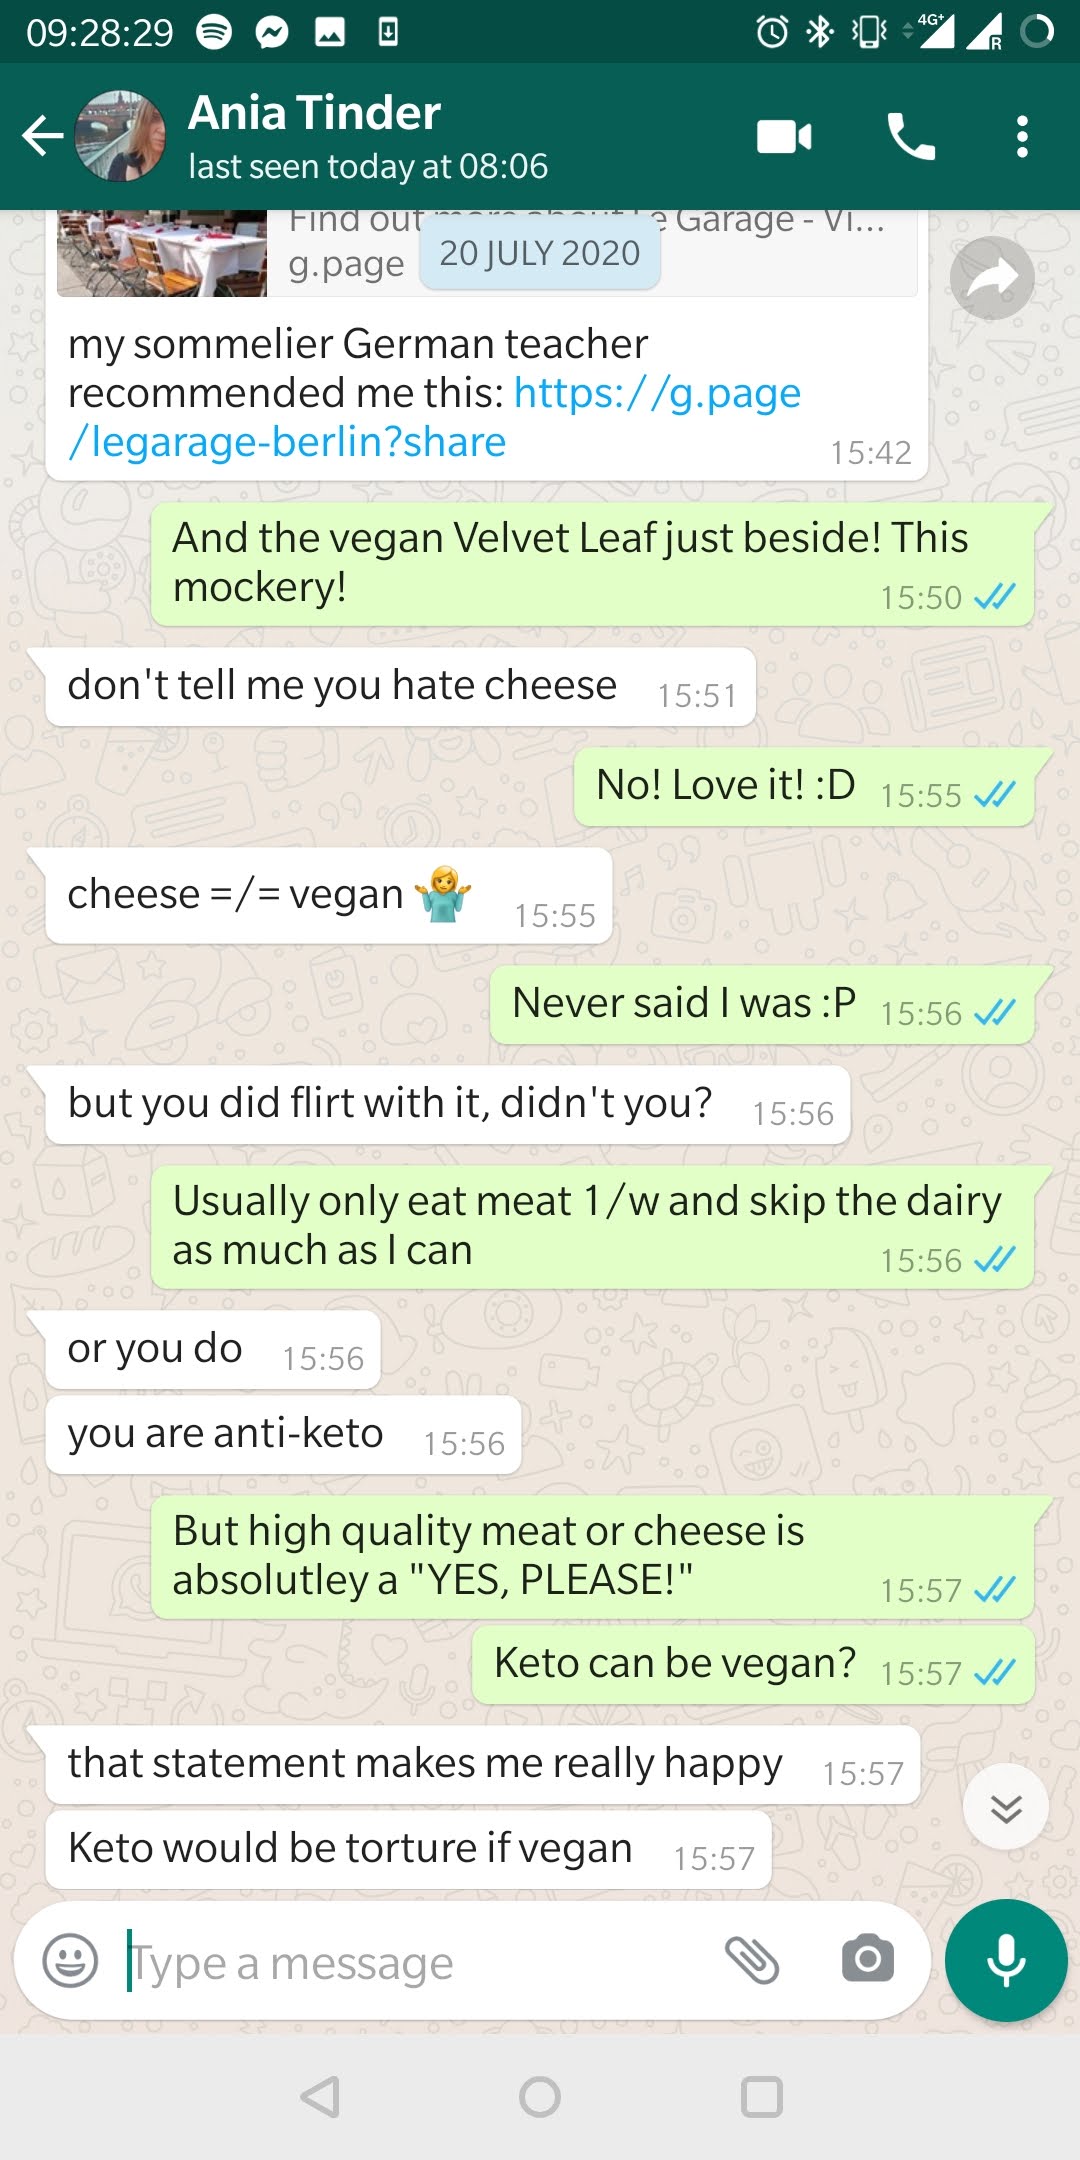 09:28:29
4G+
R
Ania Tinder
last seen today at 08:06
Find out more about Le Garage - Vi...
g.page
20 JULY 2020
my sommelier German teacher
recommended me this: https://g.page
/legarage-berlin?share
15:42
And the vegan Velvet Leaf just beside! This
mockery!
15:50
don't tell me you hate cheese 15:51
No! Love it! :D 15:55
cheese =/= vegan 🤷‍♀️ 15:55
Never said I was :P 15:56
but you did flirt with it, didn't you? 15:56
Usually only eat meat 1/w and skip the dairy
as much as I can
15:56
or you do 15:56
you are anti-keto 15:56
But high quality meat or cheese is
absolutley a "YES, PLEASE!"
15:57
Keto can be vegan? 15:57
that statement makes me really happy 15:57
Keto would be torture if vegan 15:57
Type a message